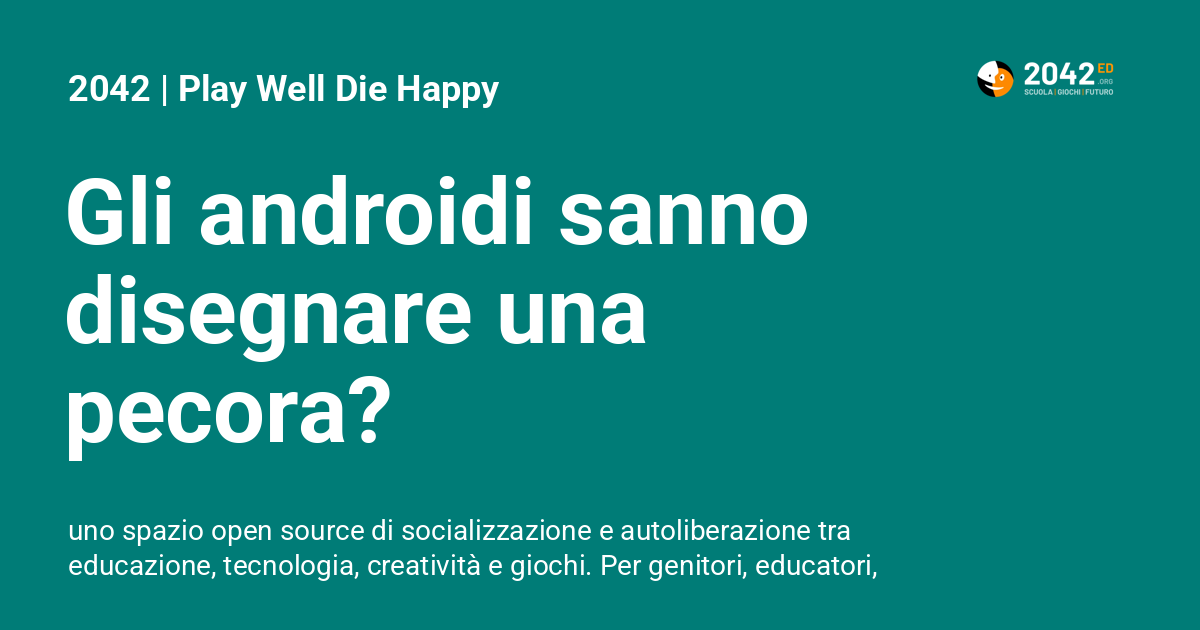 2042 | Play Well Die Happy
2042 ED
.ORG
SCUOLA | GIOCHI | FUTURO
Gli androidi sanno
disegnare una
pecora?
uno spazio open source di socializzazione e autoliberazione tra
educazione, tecnologia, creatività e giochi. Per genitori, educatori,